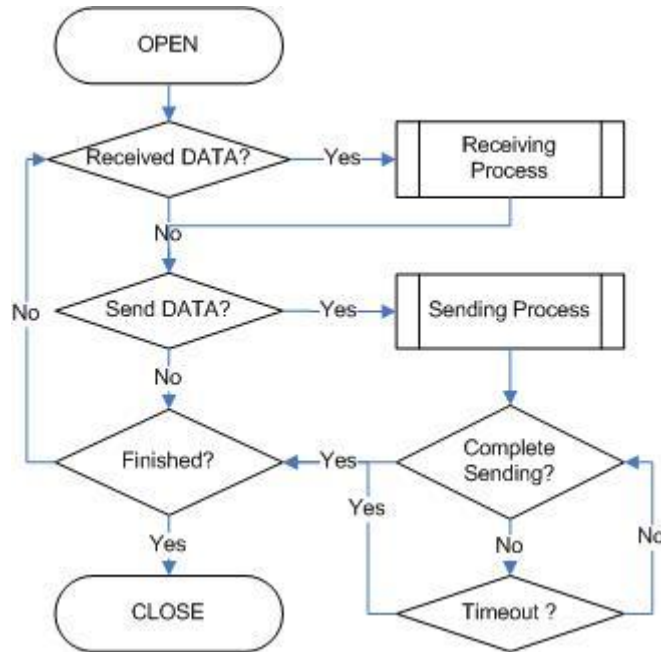 OPEN
Received DATA?
Yes
Receiving
Process
No
Send DATA?
Yes
Sending Process
No
No
Finished?
Yes
Complete
Sending?
Yes
No
No
Yes
CLOSE
Timeout ?